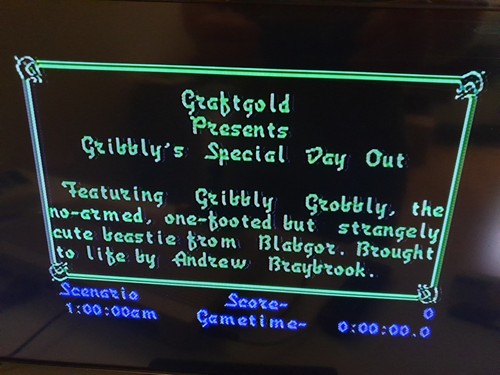 Graftgold
Presents
Gribbly's Special Day Out
Featuring Gribbly Grobbly, the
no-armed, one-footed but strangely
cute beastie from Blabgor. Brought
to life by Andrew Braybrook.
Scenario Score- 0
1:00:00am Gametime- 0:00:00.0